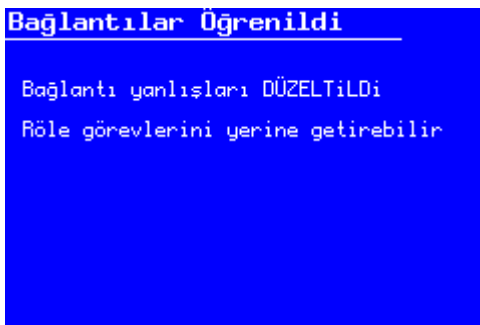 Bağlantılar Öğrenildi
Bağlantı yanlışları DÜZELTiLDi
Röle görevlerini yerine getirebilir